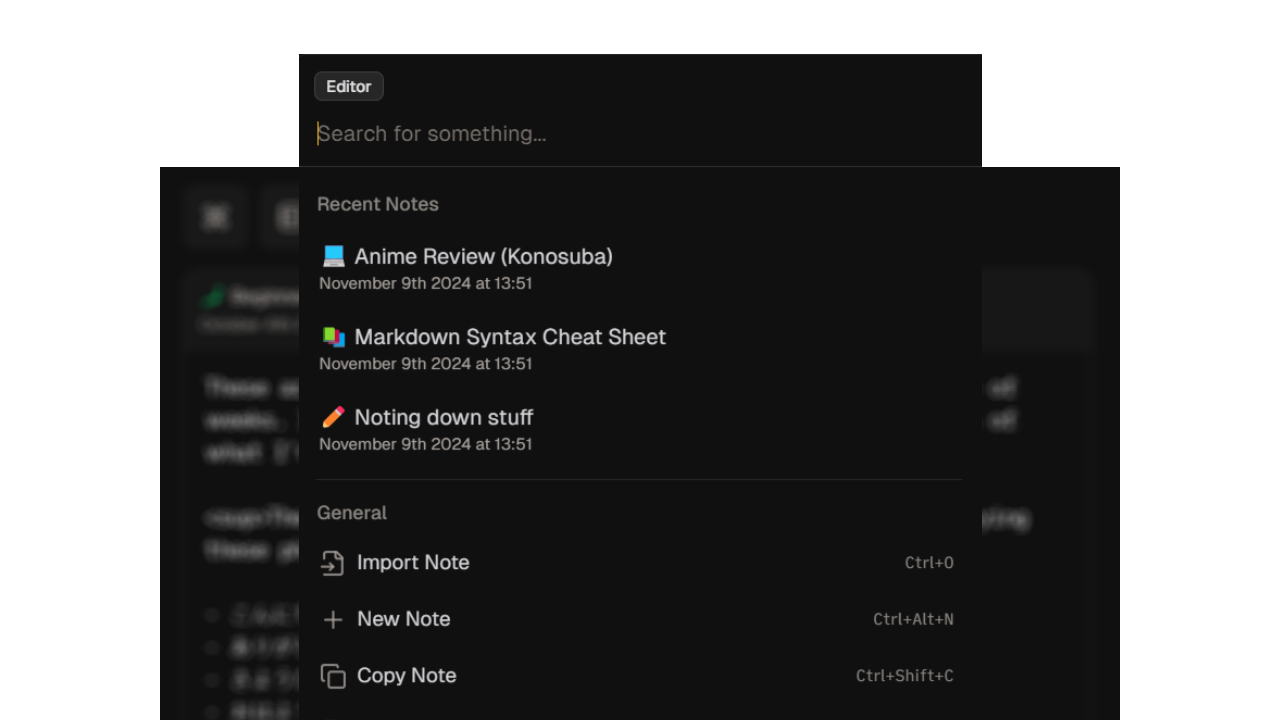 Editor
Search for something...
Recent Notes
Anime Review (Konosuba)
November 9th 2024 at 13:51
Markdown Syntax Cheat Sheet
November 9th 2024 at 13:51
Noting down stuff
November 9th 2024 at 13:51
General
Import Note Ctrl+O
New Note Ctrl+Alt+N
Copy Note Ctrl+Shift+C